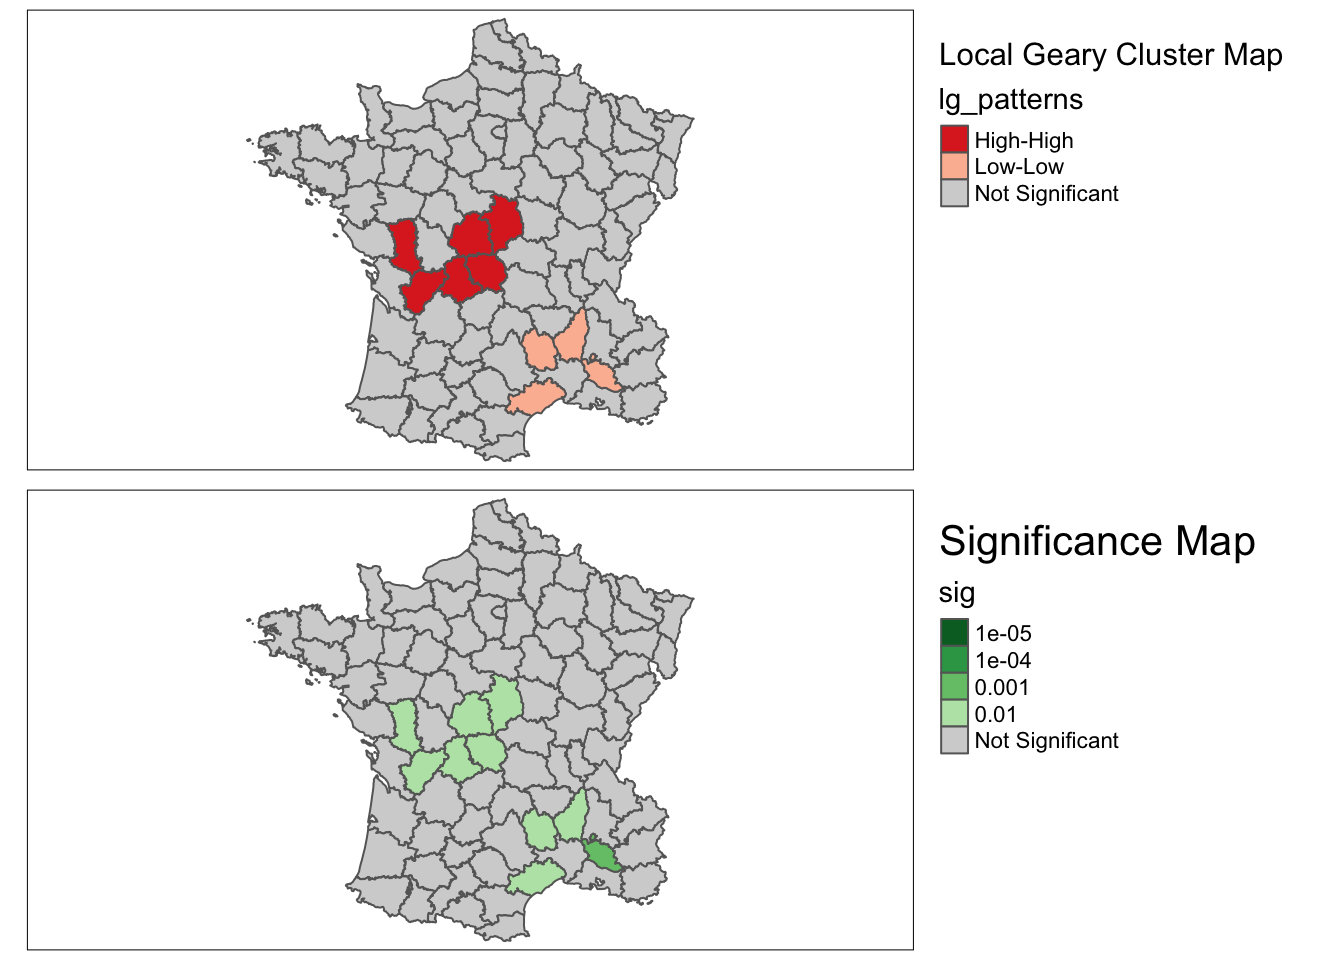 Local Geary Cluster Map
lg_patterns
High-High
Low-Low
Not Significant
Significance Map
sig
1e-05
1e-04
0.001
0.01
Not Significant